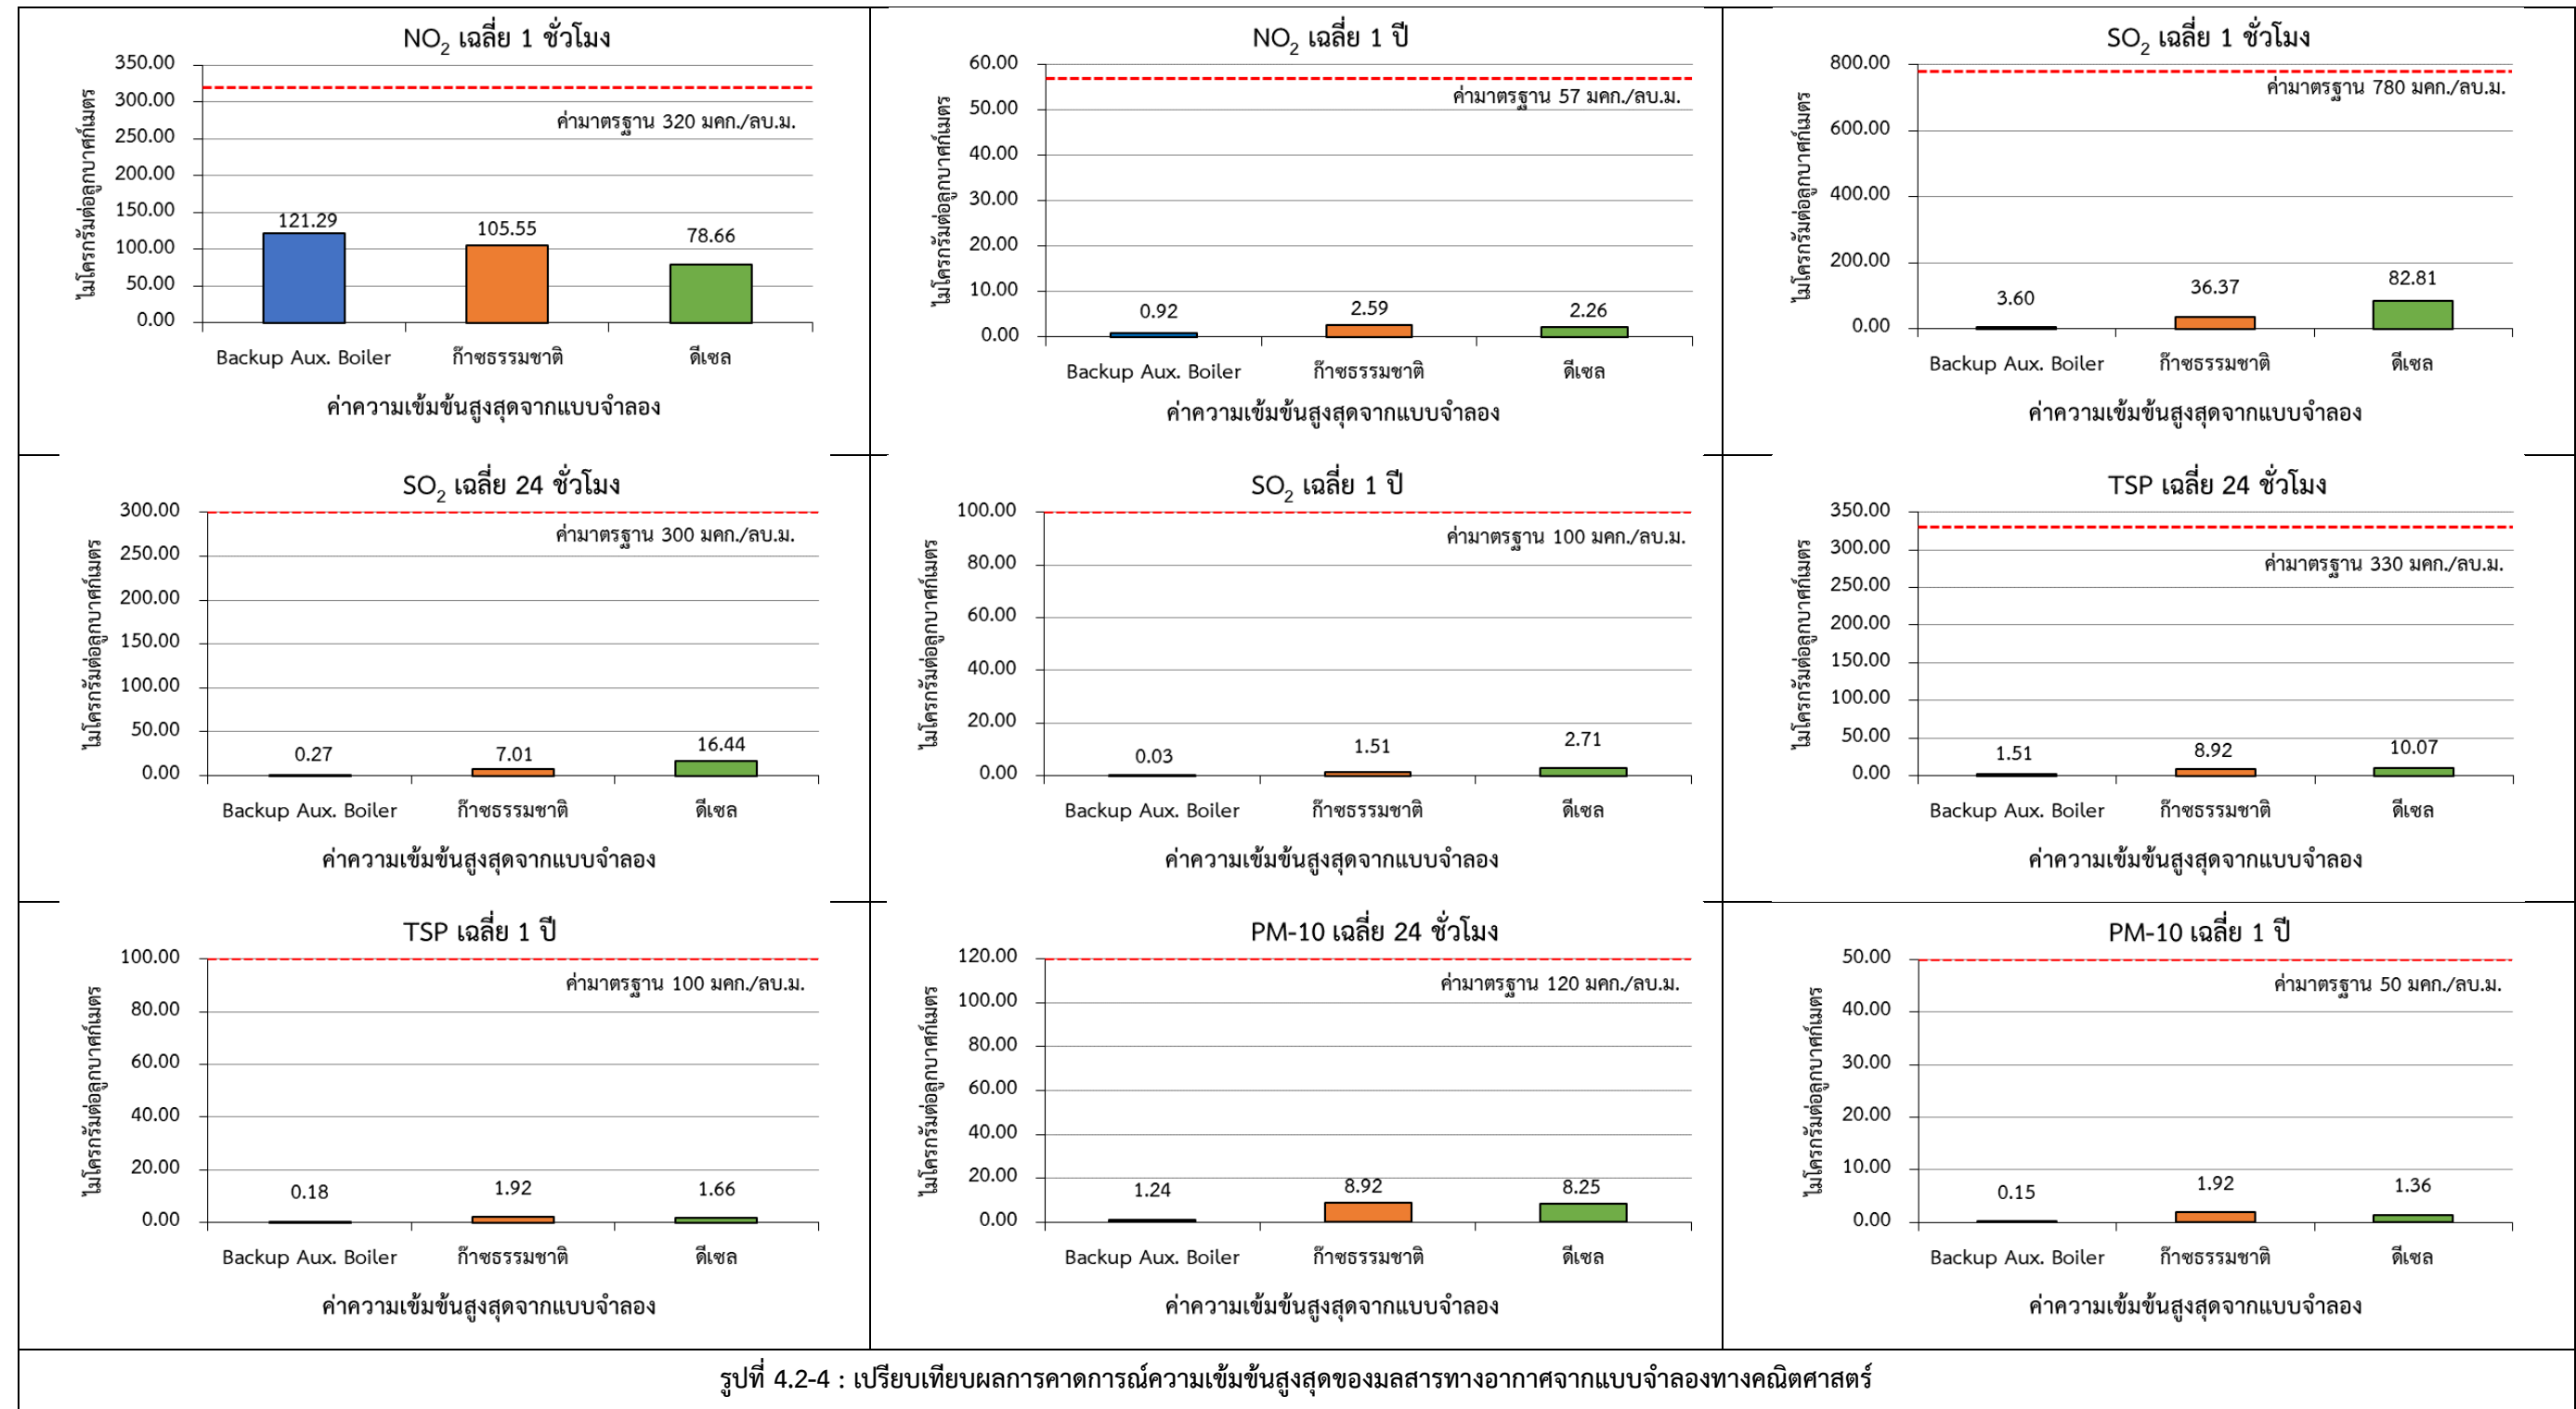 NO2 เฉลี่ย 1 ชั่วโมง
ไมโครกรัมต่อลูกบาศก์เมตร
350.00
300.00
250.00
200.00
150.00
100.00
50.00
0.00
ค่ามาตรฐาน 320 มคก./ลบ.ม.
121.29
105.55
78.66
Backup Aux. Boiler
ก๊าซธรรมชาติ
ดีเซล
ค่าความเข้มข้นสูงสุดจากแบบจำลอง
NO2 เฉลี่ย 1 ปี
ไมโครกรัมต่อลูกบาศก์เมตร
60.00
50.00
40.00
30.00
20.00
10.00
0.00
ค่ามาตรฐาน 57 มคก./ลบ.ม.
0.92
2.59
2.26
Backup Aux. Boiler
ก๊าซธรรมชาติ
ดีเซล
ค่าความเข้มข้นสูงสุดจากแบบจำลอง
SO2 เฉลี่ย 1 ชั่วโมง
ไมโครกรัมต่อลูกบาศก์เมตร
800.00
600.00
400.00
200.00
0.00
ค่ามาตรฐาน 780 มคก./ลบ.ม.
3.60
36.37
82.81
Backup Aux. Boiler
ก๊าซธรรมชาติ
ดีเซล
ค่าความเข้มข้นสูงสุดจากแบบจำลอง
SO2 เฉลี่ย 24 ชั่วโมง
ไมโครกรัมต่อลูกบาศก์เมตร
300.00
250.00
200.00
150.00
100.00
50.00
0.00
ค่ามาตรฐาน 300 มคก./ลบ.ม.
0.27
7.01
16.44
Backup Aux. Boiler
ก๊าซธรรมชาติ
ดีเซล
ค่าความเข้มข้นสูงสุดจากแบบจำลอง
SO2 เฉลี่ย 1 ปี
ไมโครกรัมต่อลูกบาศก์เมตร
100.00
80.00
60.00
40.00
20.00
0.00
ค่ามาตรฐาน 100 มคก./ลบ.ม.
0.03
1.51
2.71
Backup Aux. Boiler
ก๊าซธรรมชาติ
ดีเซล
ค่าความเข้มข้นสูงสุดจากแบบจำลอง
TSP เฉลี่ย 24 ชั่วโมง
ไมโครกรัมต่อลูกบาศก์เมตร
350.00
300.00
250.00
200.00
150.00
100.00
50.00
0.00
ค่ามาตรฐาน 330 มคก./ลบ.ม.
1.51
8.92
10.07
Backup Aux. Boiler
ก๊าซธรรมชาติ
ดีเซล
ค่าความเข้มข้นสูงสุดจากแบบจำลอง
TSP เฉลี่ย 1 ปี
ไมโครกรัมต่อลูกบาศก์เมตร
100.00
80.00
60.00
40.00
20.00
0.00
ค่ามาตรฐาน 100 มคก./ลบ.ม.
0.18
1.92
1.66
Backup Aux. Boiler
ก๊าซธรรมชาติ
ดีเซล
ค่าความเข้มข้นสูงสุดจากแบบจำลอง
PM-10 เฉลี่ย 24 ชั่วโมง
ไมโครกรัมต่อลูกบาศก์เมตร
120.00
100.00
80.00
60.00
40.00
20.00
0.00
ค่ามาตรฐาน 120 มคก./ลบ.ม.
1.24
8.92
8.25
Backup Aux. Boiler
ก๊าซธรรมชาติ
ดีเซล
ค่าความเข้มข้นสูงสุดจากแบบจำลอง
PM-10 เฉลี่ย 1 ปี
ไมโครกรัมต่อลูกบาศก์เมตร
50.00
40.00
30.00
20.00
10.00
0.00
ค่ามาตรฐาน 50 มคก./ลบ.ม.
0.15
1.92
1.36
Backup Aux. Boiler
ก๊าซธรรมชาติ
ดีเซล
ค่าความเข้มข้นสูงสุดจากแบบจำลอง
รูปที่ 4.2-4 : เปรียบเทียบผลการคาดการณ์ความเข้มข้นสูงสุดของมลสารทางอากาศจากแบบจำลองทางคณิตศาสตร์